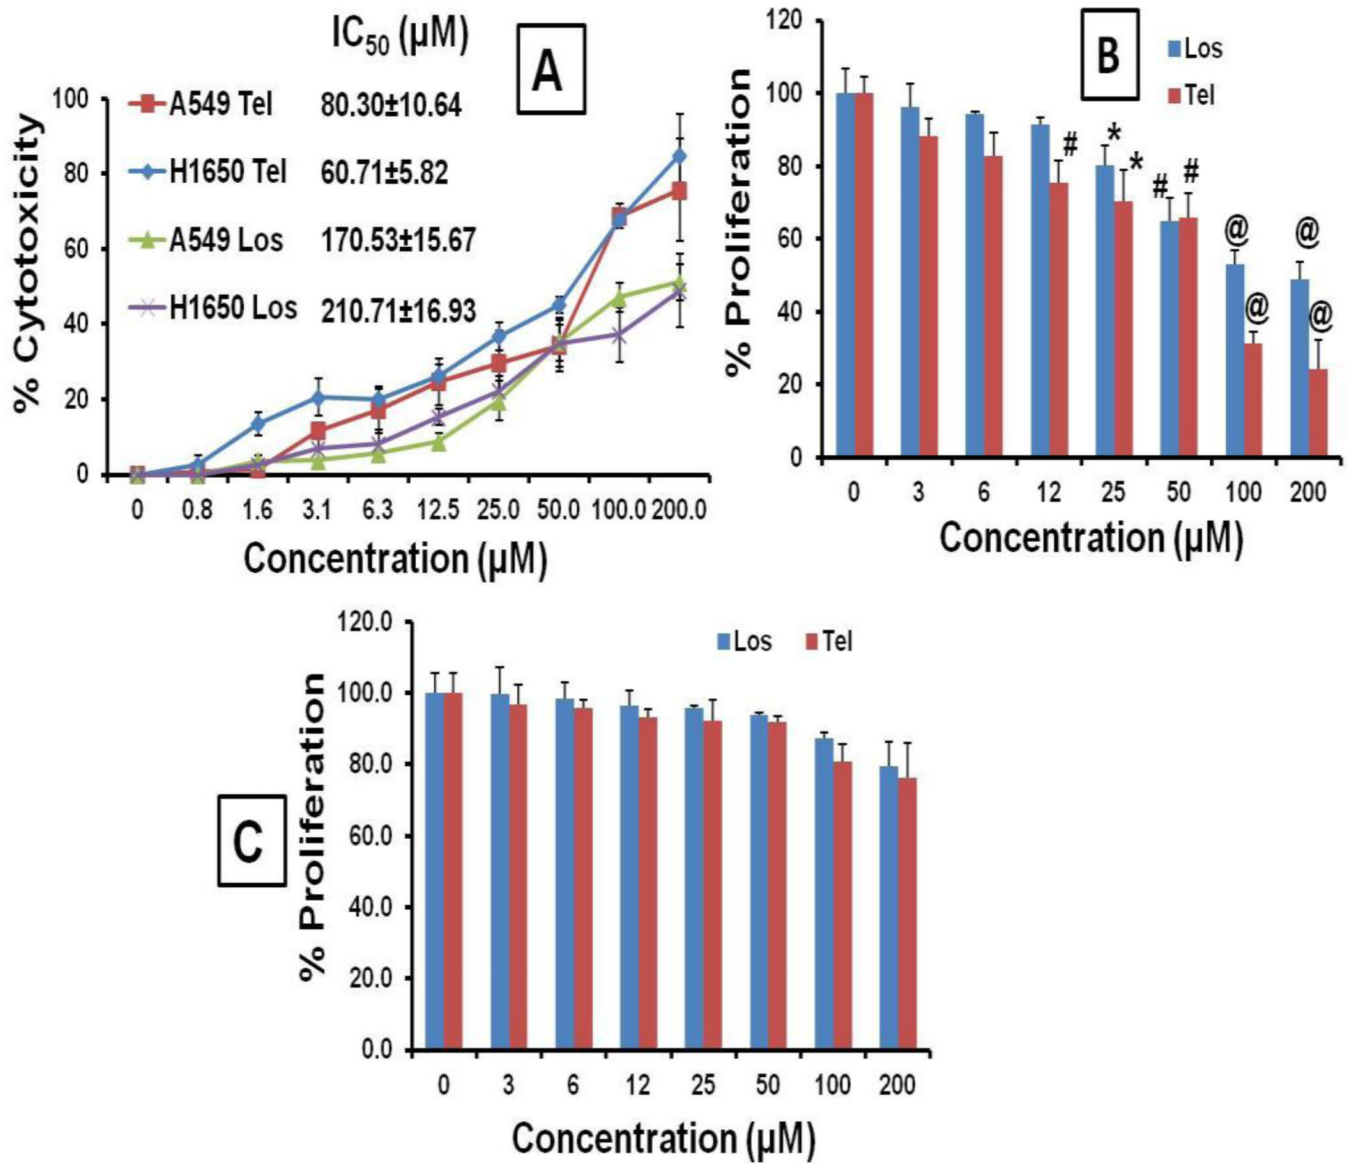 IC50 (µM)
A
A549 Tel 80.30±10.64
H1650 Tel 60.71±5.82
A549 Los 170.53±15.67
H1650 Los 210.71±16.93
% Cytotoxicity
100
80
60
40
20
0
0 0.8 1.6 3.1 6.3 12.5 25.0 50.0 100.0 200.0
Concentration (µM)
B
Los
Tel
% Proliferation
120
100
80
60
40
20
0
# * * # # @ @ @ @
0 3 6 12 25 50 100 200
Concentration (µM)
C
Los Tel
% Proliferation
120.0
100.0
80.0
60.0
40.0
20.0
0.0
0 3 6 12 25 50 100 200
Concentration (µM)